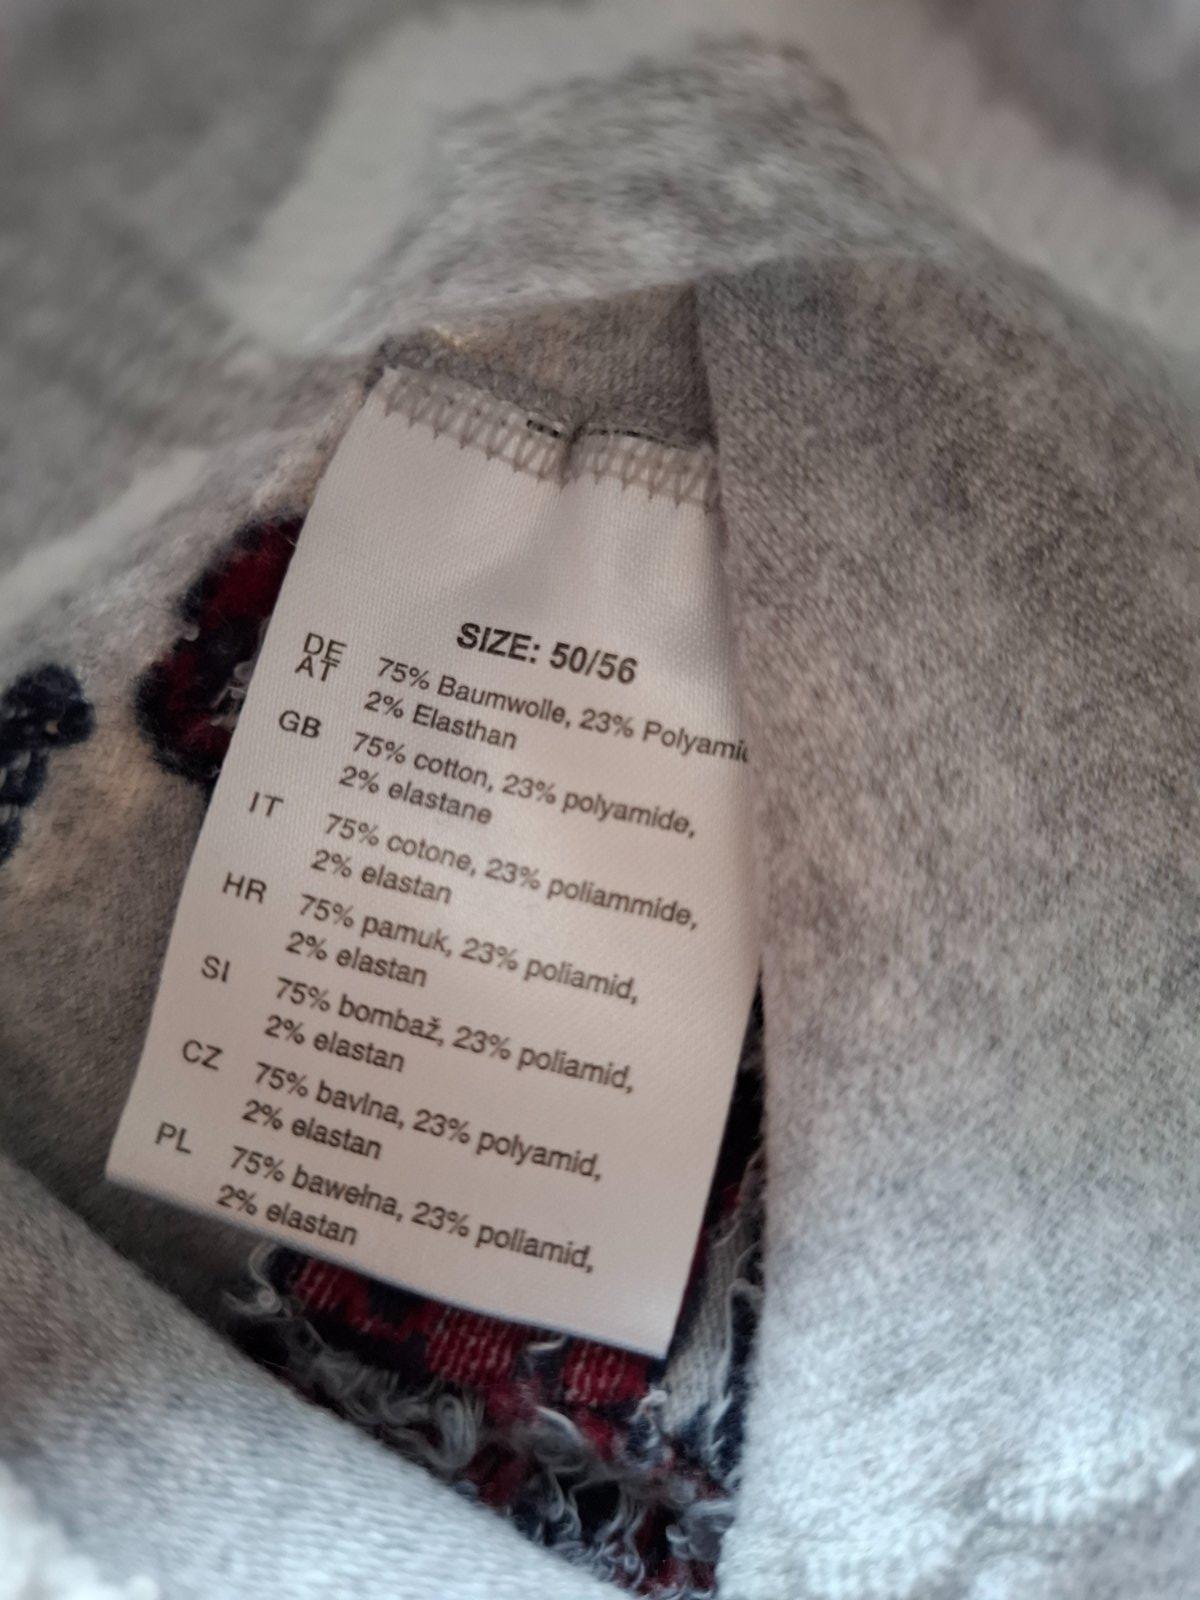 SIZE: 50/56
DE AT 75% Baumwolle, 23%
2% Elasthan
GB 75% cotton, 23% polyamide,
2% elastane
IT 75% cotone, 23% poliammide,
2% elastan
HR 75% pamuk, 23% poliamid,
2% elastan
SI 75% bombaž, 23% poliamid,
2% elastan
CZ 75% bavlna, 23% polyamid,
2% elastan
PL 75% bawełna, 23% poliamid,
2% elastan